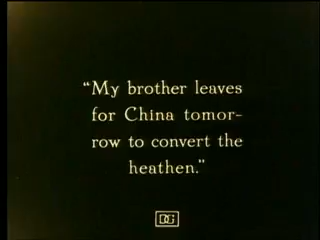 “My brother leaves
for China tomor-
row to convert the
heathen.”
DG